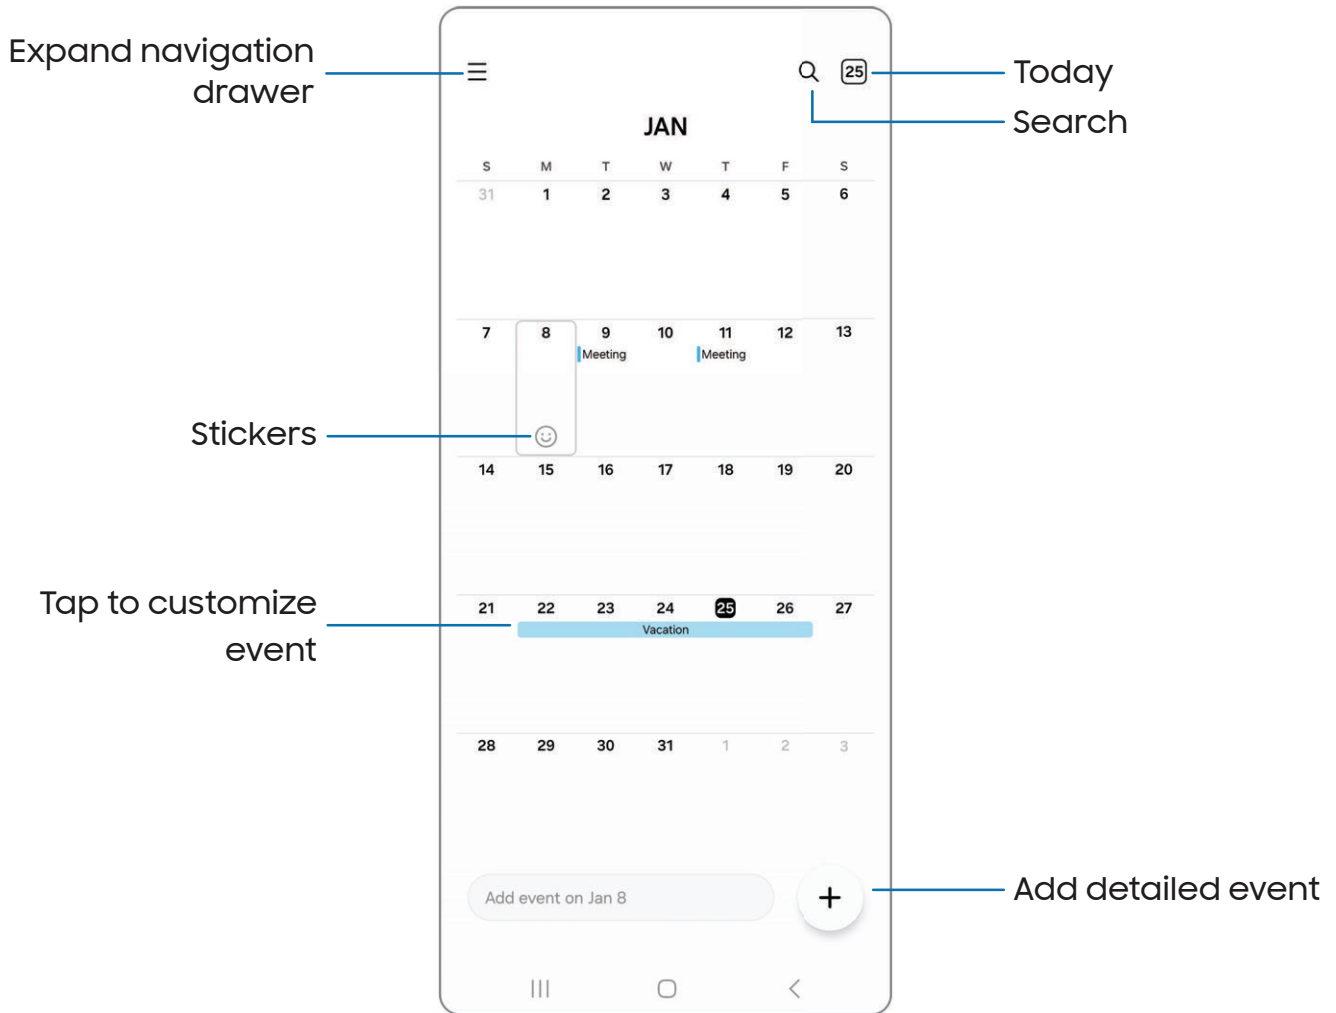 Expand navigation
drawer
25
Today
Search
JAN
S M T W T F S
31 1 2 3 4 5 6
7 8 9 10 11 12 13
Meeting Meeting
Stickers
14 15 16 17 18 19 20
Tap to customize
event
21 22 23 24 25 26 27
Vacation
28 29 30 31 1 2 3
Add event on Jan 8
+
Add detailed event